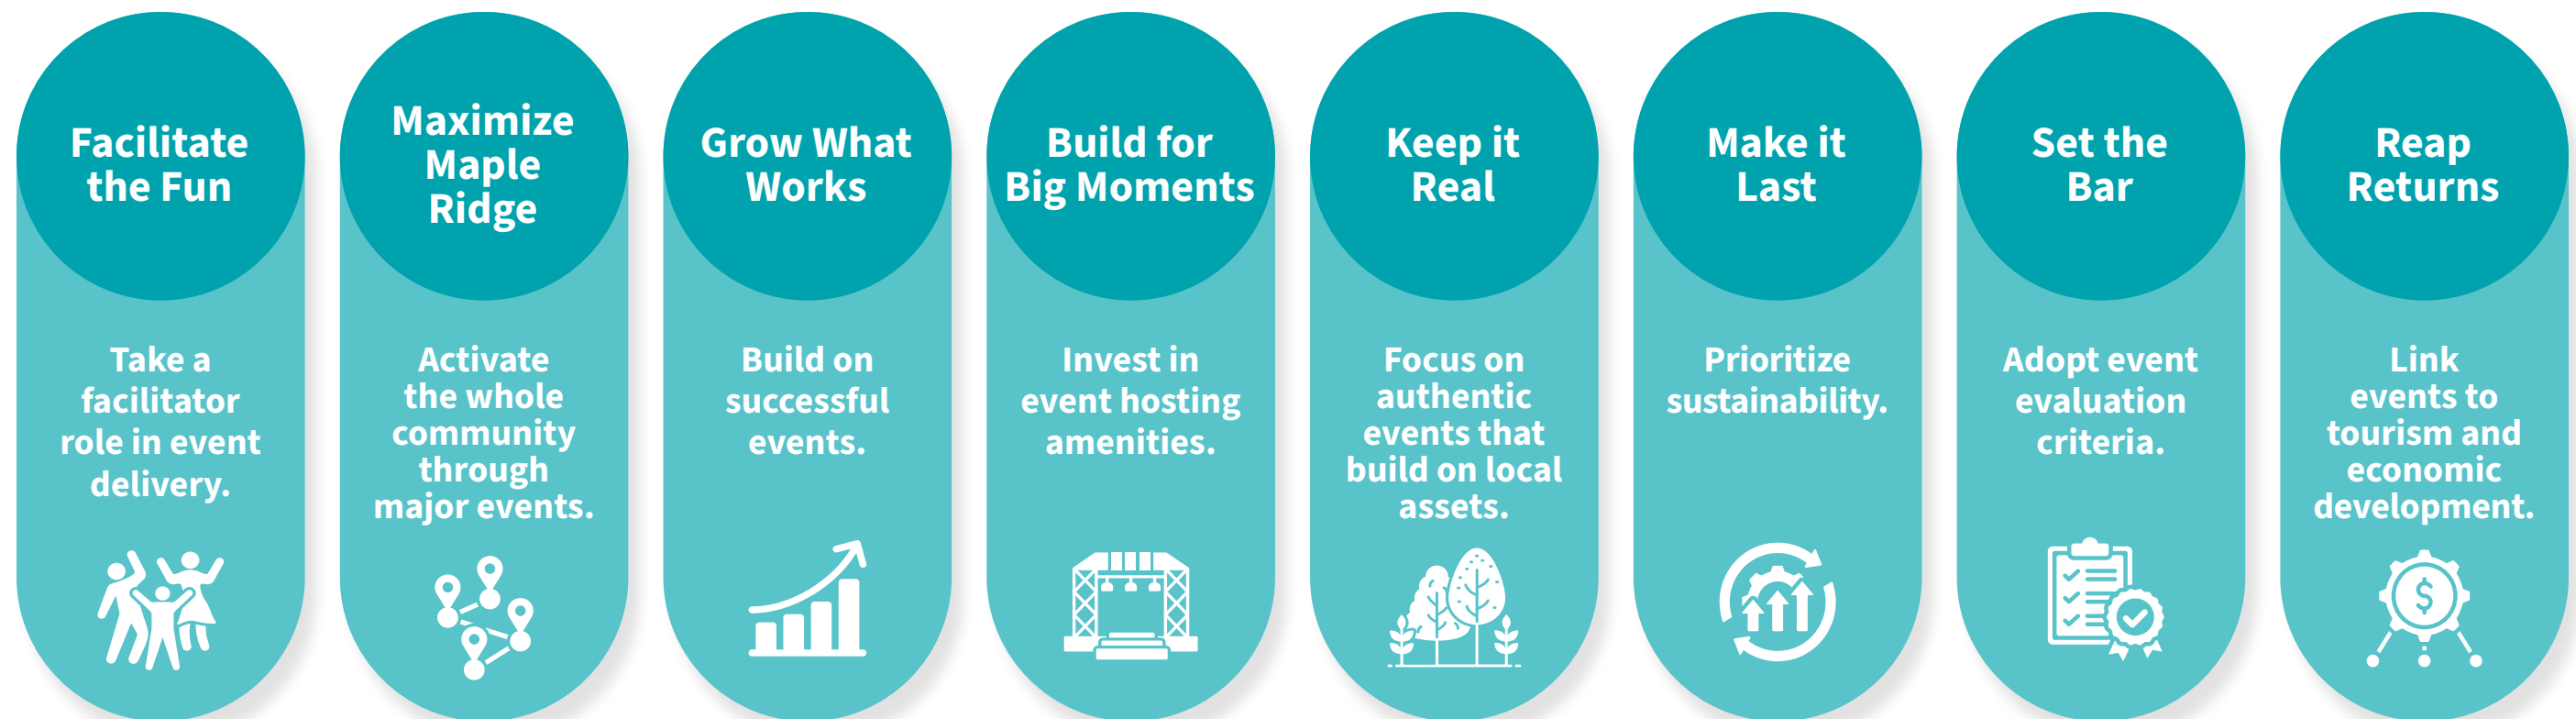 Facilitate
the Fun
Take a
facilitator
role in event
delivery.
Maximize
Maple
Ridge
Activate
the whole
community
through
major events.
Grow What
Works
Build on
successful
events.
Build for
Big Moments
Invest in
event hosting
amenities.
Keep it
Real
Focus on
authentic
events that
build on local
assets.
Make it
Last
Prioritize
sustainability.
Set the
Bar
Adopt event
evaluation
criteria.
Reap
Returns
Link
events to
tourism and
economic
development.
$